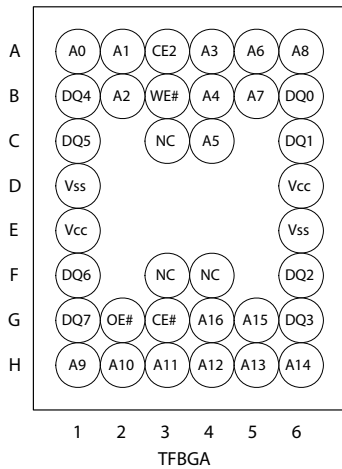 A A0 A1 CE2 A3 A6 A8
B DQ4 A2 WE# A4 A7 DQ0
C DQ5 NC A5 DQ1
D Vss Vcc
E Vcc Vss
F DQ6 NC NC DQ2
G DQ7 OE# CE# A16 A15 DQ3
H A9 A10 A11 A12 A13 A14
1 2 3 4 5 6
TFBGA